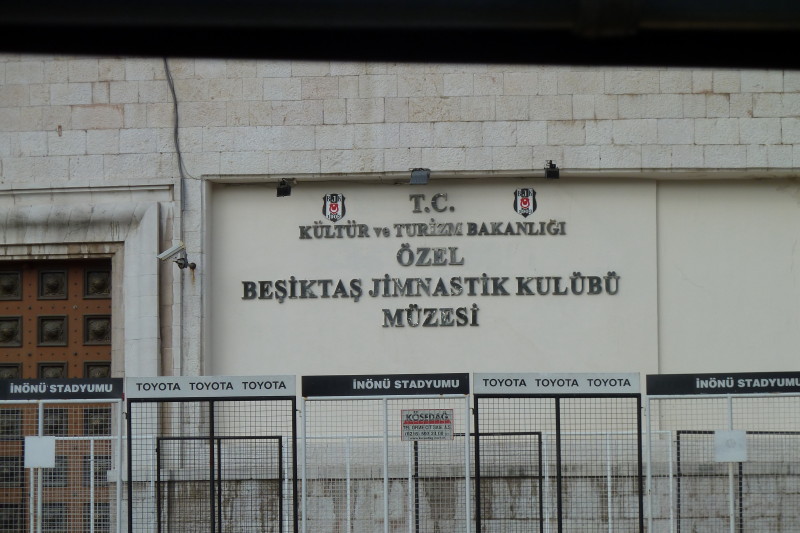 T.C.
KÜLTÜR ve TURİZM BAKANLIĞI
ÖZEL
BEŞİKTAŞ JİMNASTİK KULÜBÜ
MÜZESİ
İNÖNÜ STADYUMU
TOYOTA TOYOTA TOYOTA
İNÖNÜ STADYUMU
TOYOTA TOYOTA TOYOTA
İNÖNÜ STADYUMU
KÖSEDAĞ